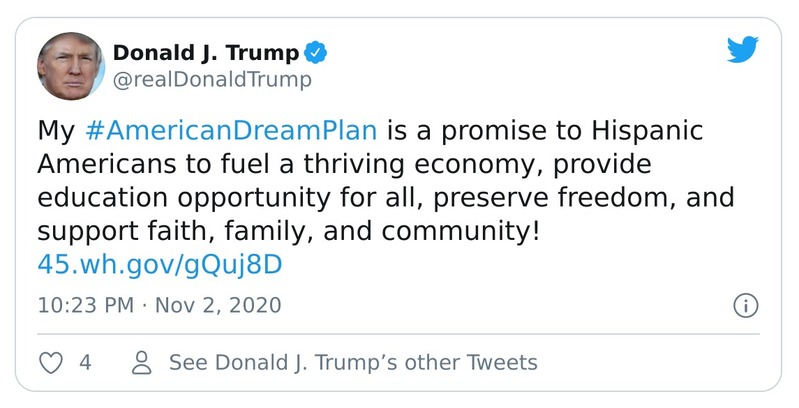 Donald J. Trump
@realDonaldTrump
My #AmericanDreamPlan is a promise to Hispanic
Americans to fuel a thriving economy, provide
education opportunity for all, preserve freedom, and
support faith, family, and community!
45.wh.gov/gQuj8D
10:23 PM · Nov 2, 2020
4 See Donald J. Trump’s other Tweets